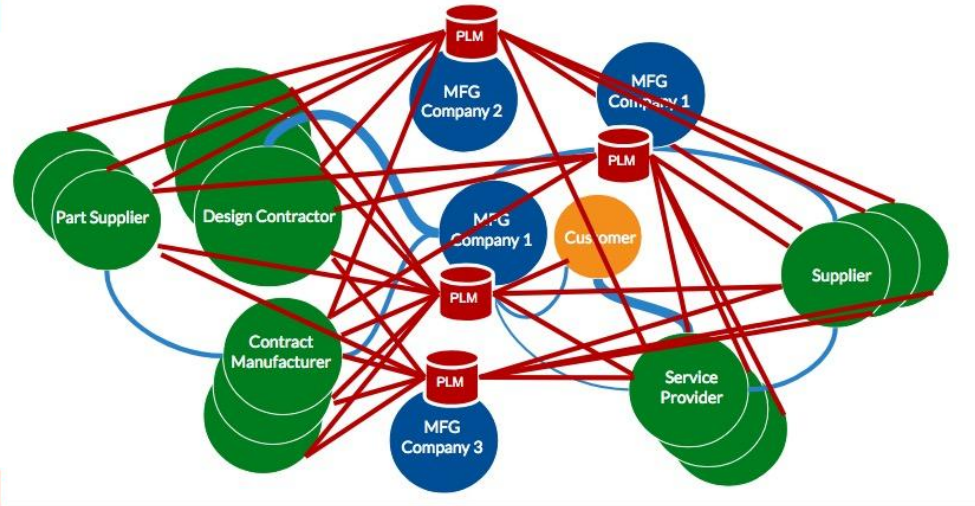 PLM
MFG
Company 2
MFG
Company 1
PLM
Part Supplier
Design Contractor
MFG
Company 1
Customer
Supplier
PLM
Contract
Manufacturer
PLM
Service
Provider
MFG
Company 3